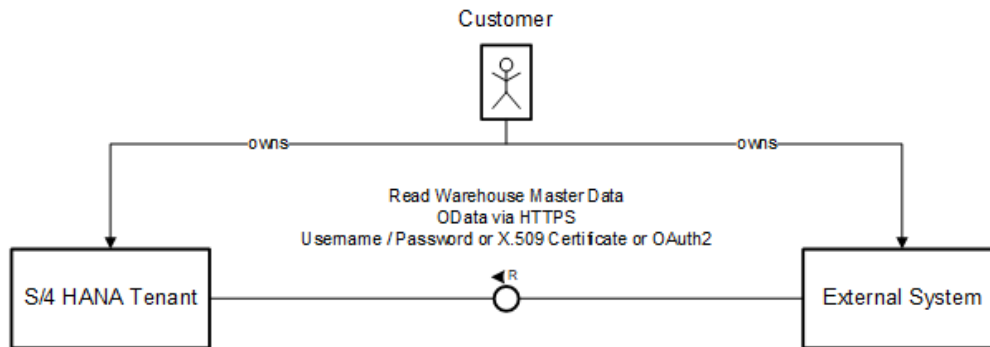 Customer
owns
owns
Read Warehouse Master Data
OData via HTTPS
Username / Password or X.509 Certificate or OAuth2
R
S/4 HANA Tenant
External System